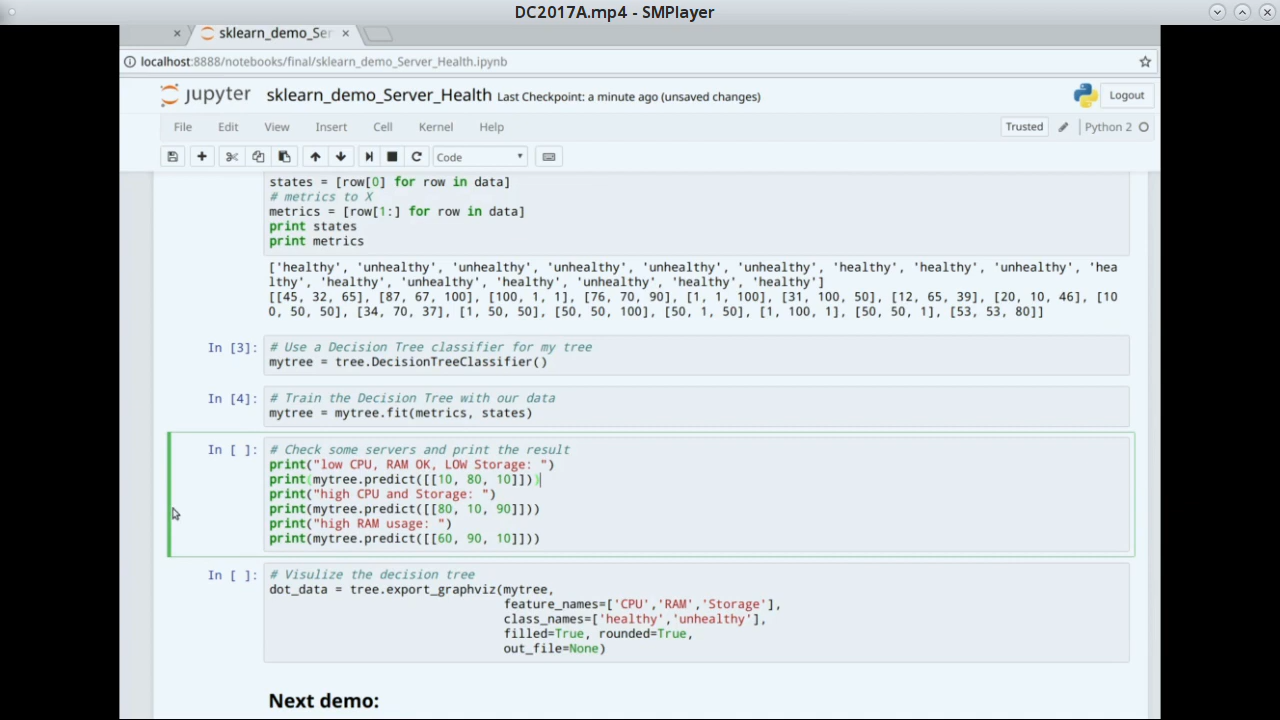 DC2017A.mp4 - SMPlayer
sklearn_demo_Ser
localhost:8888/notebooks/final/sklearn_demo_Server_Health.ipynb
jupyter sklearn_demo_Server_Health Last Checkpoint: a minute ago (unsaved changes) Logout
File Edit View Insert Cell Kernel Help Trusted Python 2
Code
states = [row[0] for row in data]
# metrics to X
metrics = [row[1:] for row in data]
print states
print metrics
['healthy', 'unhealthy', 'unhealthy', 'unhealthy', 'unhealthy', 'unhealthy', 'healthy', 'healthy', 'unhealthy', 'hea
lthy', 'healthy', 'unhealthy', 'healthy', 'unhealthy', 'healthy', 'healthy']
[[45, 32, 65], [87, 67, 100], [100, 1, 1], [76, 70, 90], [1, 1, 100], [31, 100, 50], [12, 65, 39], [20, 10, 46], [10
0, 50, 50], [34, 70, 37], [1, 50, 50], [50, 50, 100], [50, 1, 50], [1, 100, 1], [50, 50, 1], [53, 53, 80]]
In [3]: # Use a Decision Tree classifier for my tree
mytree = tree.DecisionTreeClassifier()
In [4]: # Train the Decision Tree with our data
mytree = mytree.fit(metrics, states)
In [ ]: # Check some servers and print the result
print("low CPU, RAM OK, LOW Storage: ")
print(mytree.predict([[10, 80, 10]]))
print("high CPU and Storage: ")
print(mytree.predict([[80, 10, 90]]))
print("high RAM usage: ")
print(mytree.predict([[60, 90, 10]]))
In [ ]: # Visulize the decision tree
dot_data = tree.export_graphviz(mytree,
feature_names=['CPU','RAM','Storage'],
class_names=['healthy','unhealthy'],
filled=True, rounded=True,
out_file=None)
Next demo: